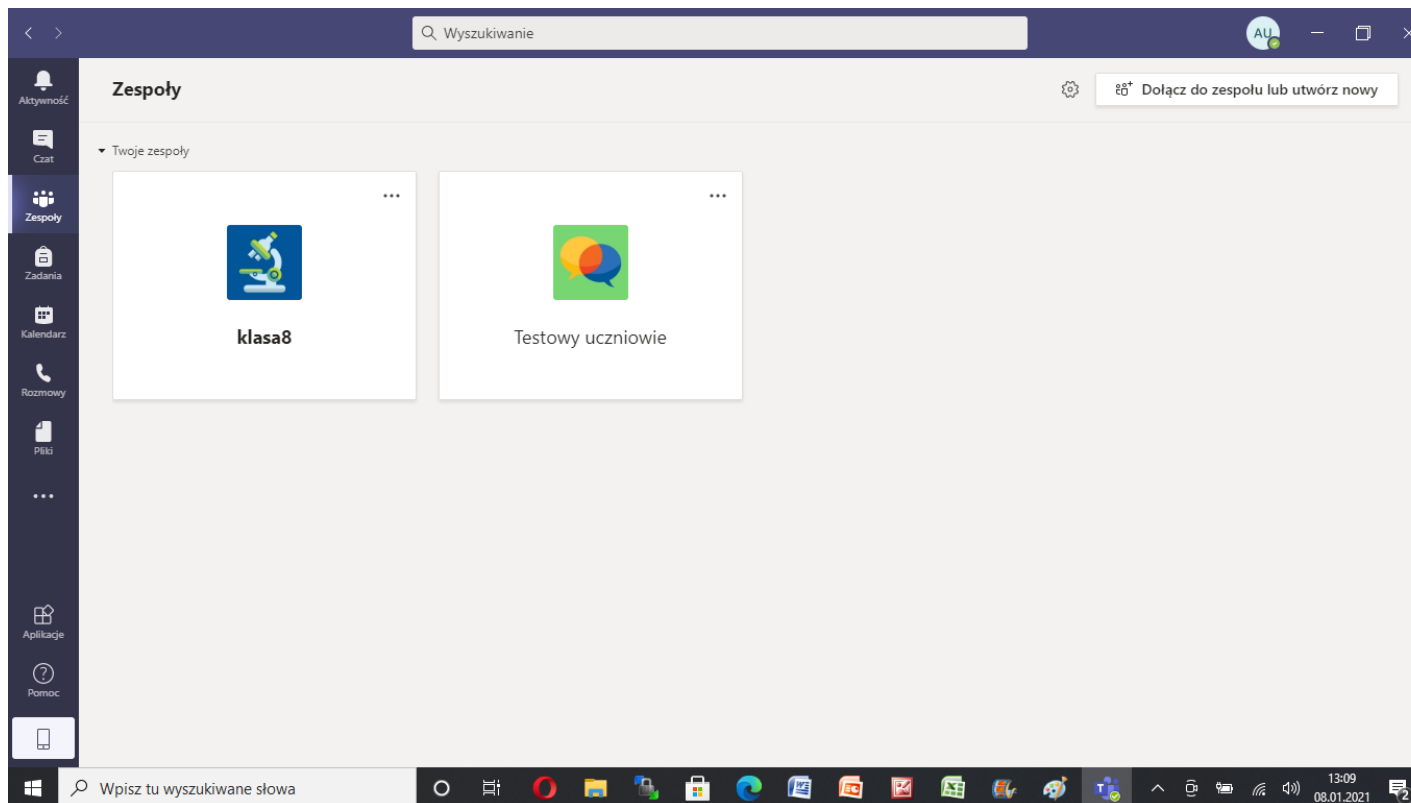 Wyszukiwanie
AU
Aktywność
Zespoły
Dołącz do zespołu lub utwórz nowy
Czat
Twoje zespoły
Zespoły
Zadania
Kalendarz
klasa8
Testowy uczniowie
Rozmowy
Pliki
Aplikacje
Pomoc
Wpisz tu wyszukiwane słowa
13:09
08.01.2021
2